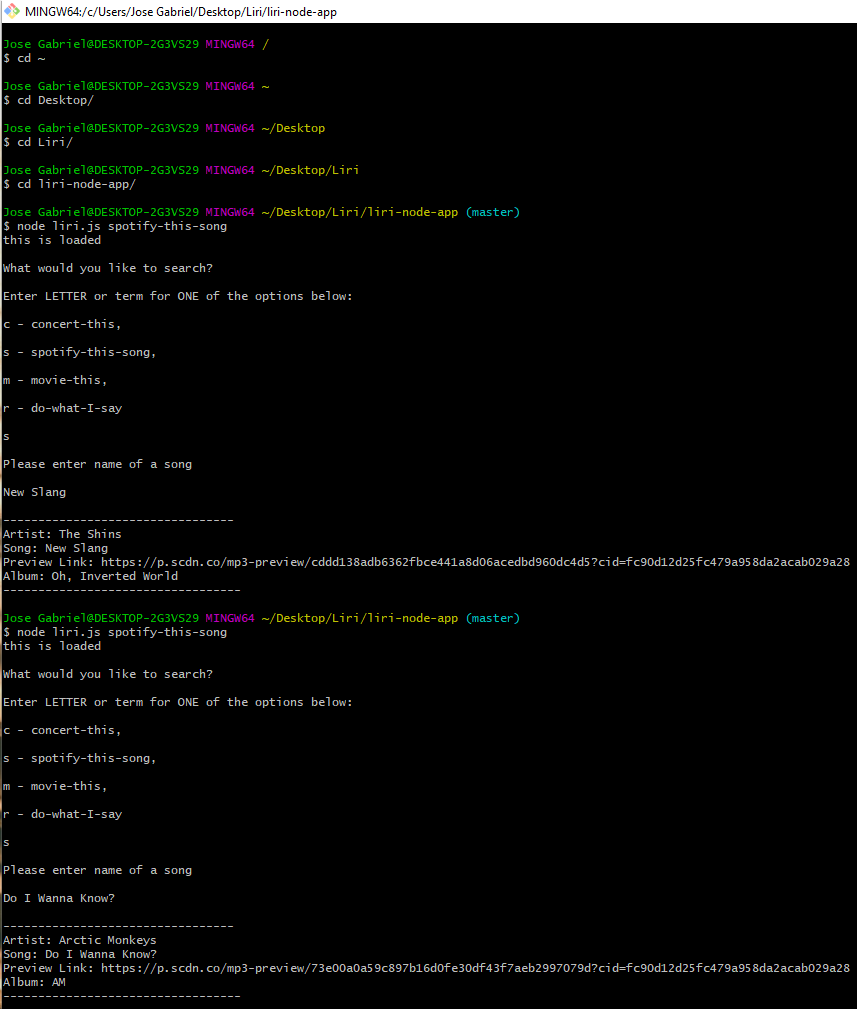 MINGW64:/c/Users/Jose Gabriel/Desktop/Liri/liri-node-app
Jose Gabriel@DESKTOP-2G3VS29 MINGW64 /
$ cd ~
Jose Gabriel@DESKTOP-2G3VS29 MINGW64 ~
$ cd Desktop/
Jose Gabriel@DESKTOP-2G3VS29 MINGW64 ~/Desktop
$ cd Liri/
Jose Gabriel@DESKTOP-2G3VS29 MINGW64 ~/Desktop/Liri
$ cd liri-node-app/
Jose Gabriel@DESKTOP-2G3VS29 MINGW64 ~/Desktop/Liri/liri-node-app (master)
$ node liri.js spotify-this-song
this is loaded
What would you like to search?
Enter LETTER or term for ONE of the options below:
c - concert-this,
s - spotify-this-song,
m - movie-this,
r - do-what-I-say
s
Please enter name of a song
New Slang
---------------------------------
Artist: The Shins
Song: New Slang
Preview Link: https://p.scdn.co/mp3-preview/cddd138adb6362fbce441a8d06acedbd960dc4d5?cid=fc90d12d25fc479a958da2acab029a28
Album: Oh, Inverted World
----------------------------------
Jose Gabriel@DESKTOP-2G3VS29 MINGW64 ~/Desktop/Liri/liri-node-app (master)
$ node liri.js spotify-this-song
this is loaded
What would you like to search?
Enter LETTER or term for ONE of the options below:
c - concert-this,
s - spotify-this-song,
m - movie-this,
r - do-what-I-say
s
Please enter name of a song
Do I Wanna Know?
---------------------------------
Artist: Arctic Monkeys
Song: Do I Wanna Know?
Preview Link: https://p.scdn.co/mp3-preview/73e00a0a59c897b16d0fe30df43f7aeb2997079d?cid=fc90d12d25fc479a958da2acab029a28
Album: AM
----------------------------------